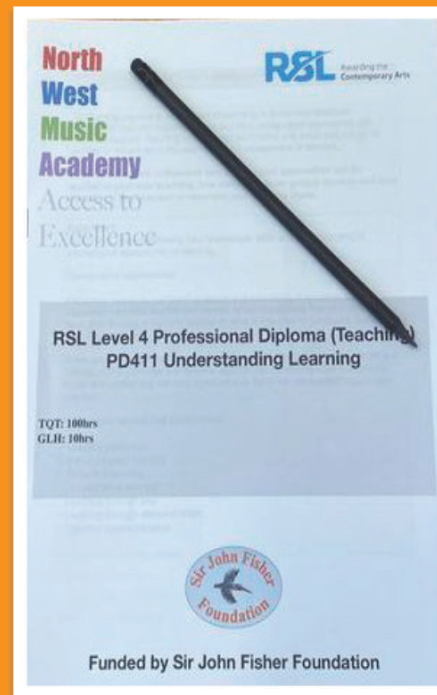 North
West
Music
Academy
Access to
Excellence
RSL Awarding the Contemporary Arts
RSL Level 4 Professional Diploma (Teaching)
PD411 Understanding Learning
TQT: 100hrs
GLH: 10hrs
Sir John Fisher
Foundation
Funded by Sir John Fisher Foundation